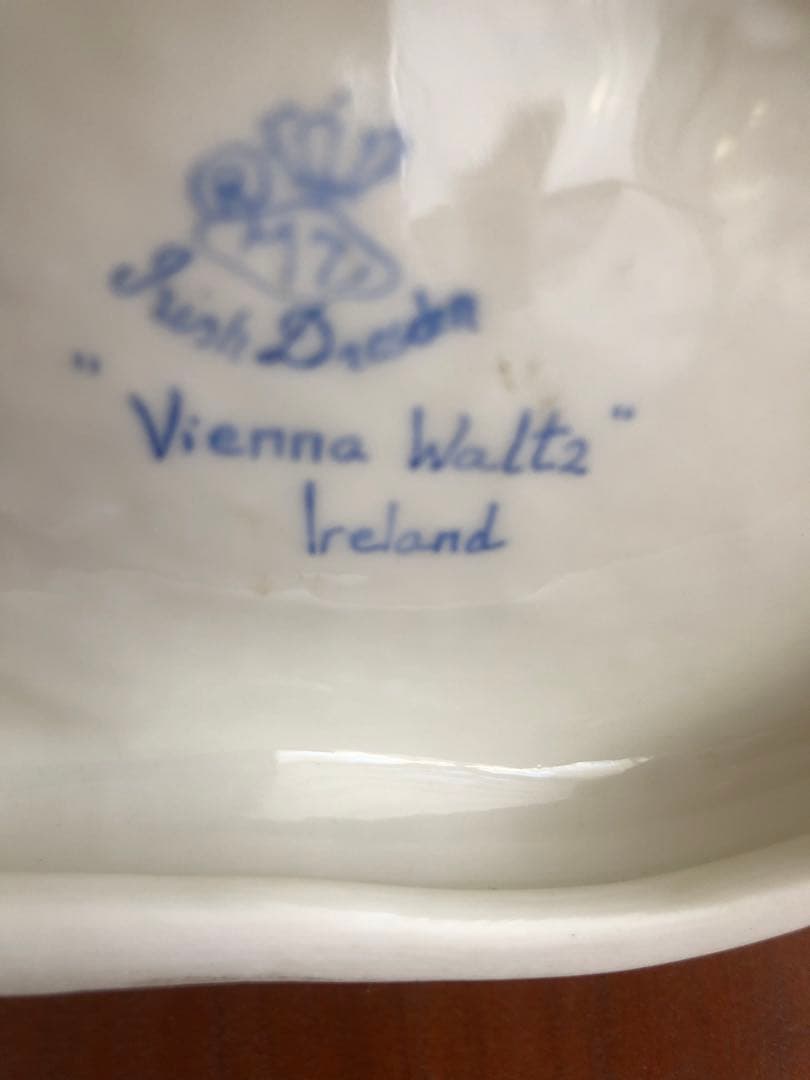 Irish Dresden
"Vienna Waltz"
Ireland